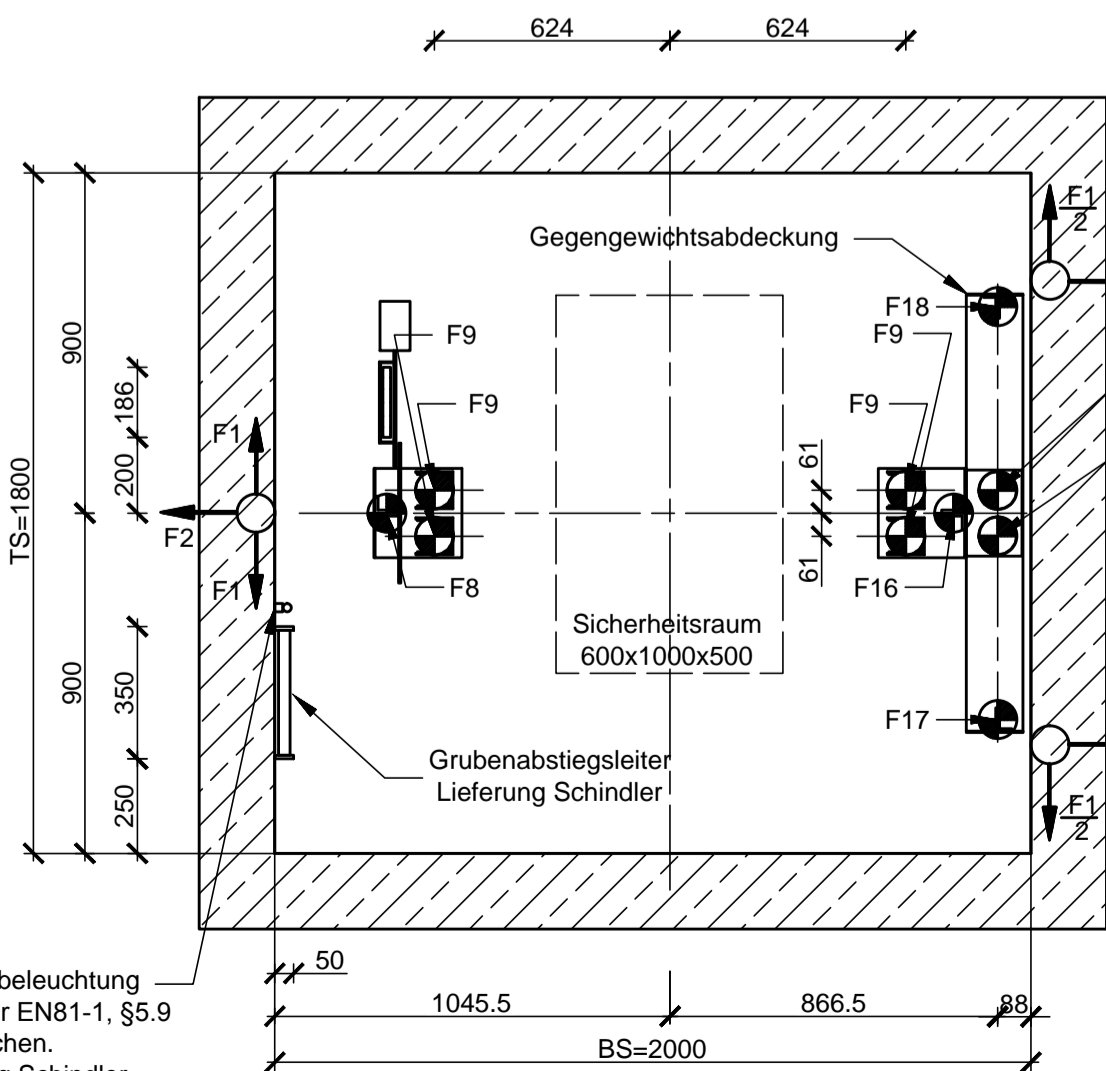 624
624
Gegengewichtsabdeckung
F1
2
F18
F9
F9
F9
F9
900
186
200
TS=1800
F1
F2
F1
61
61
F8
F16
Sicherheitsraum
600x1000x500
900
350
250
F17
Grubenabstiegsleiter
Lieferung Schindler
F1
2
beleuchtung
r EN81-1, §5.9
chen.
g Schindler
50
1045.5
866.5
88
BS=2000